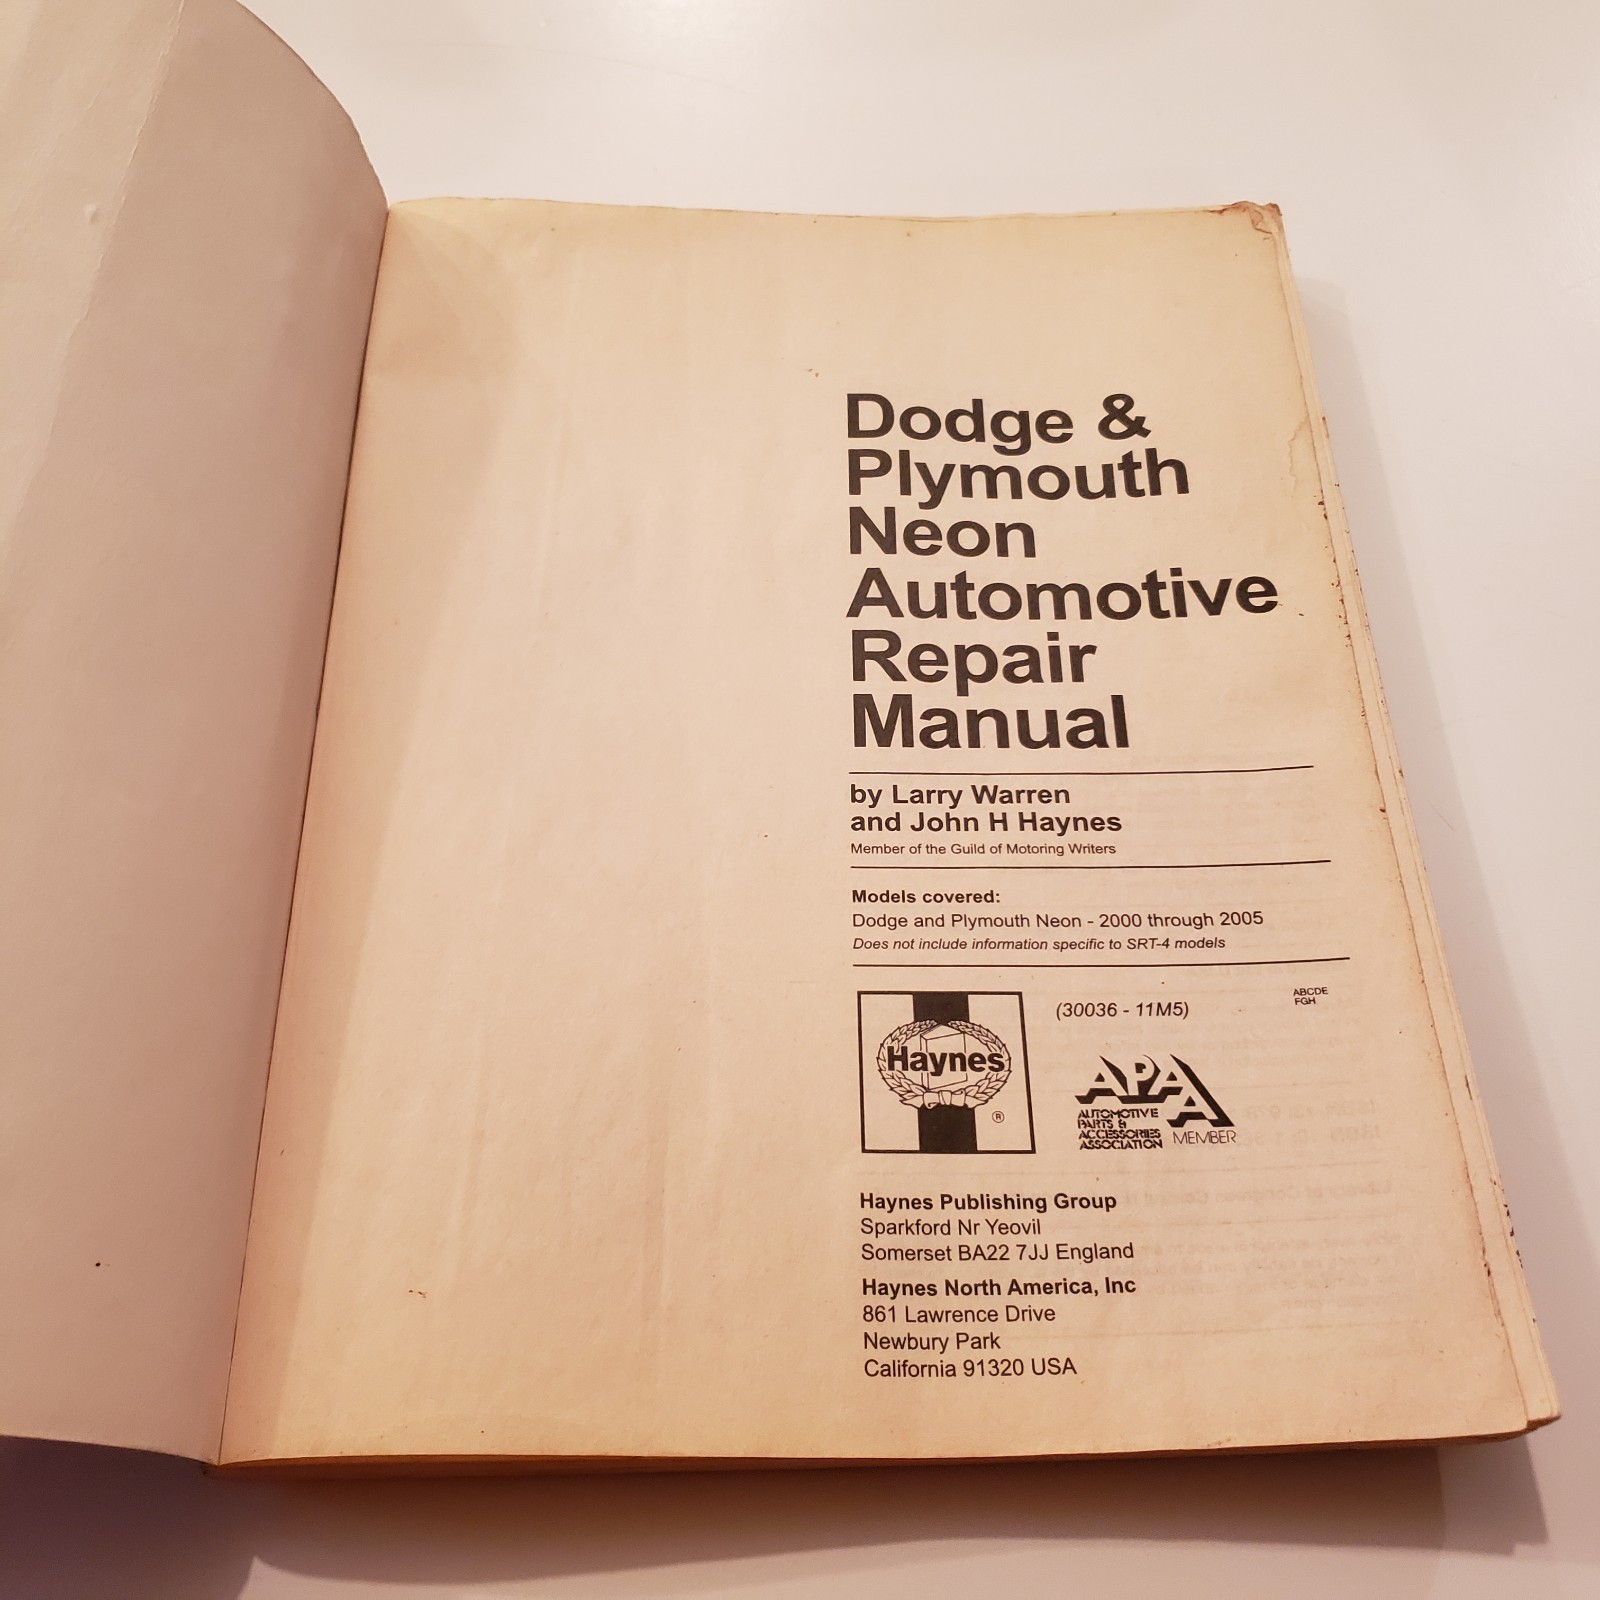 Dodge &
Plymouth
Neon
Automotive
Repair
Manual
by Larry Warren
and John H Haynes
Member of the Guild of Motoring Writers
Models covered:
Dodge and Plymouth Neon - 2000 through 2005
Does not include information specific to SRT-4 models
Haynes
®
(30036 - 11M5)
ABCDE
FGH
APAA
AUTOMOTIVE
PARTS &
ACCESSORIES
ASSOCIATION
MEMBER
Haynes Publishing Group
Sparkford Nr Yeovil
Somerset BA22 7JJ England
Haynes North America, Inc
861 Lawrence Drive
Newbury Park
California 91320 USA